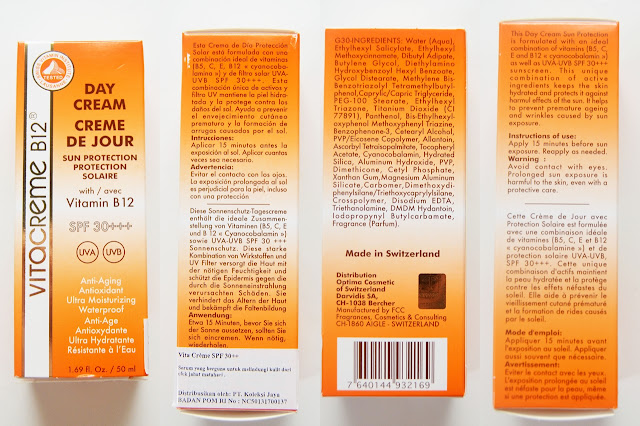 TESTED
VITACREME B12®
DAY
CREAM
CREME
DE JOUR
SUN PROTECTION
PROTECTION
SOLAIRE
with / avec
Vitamin B12
SPF 30+++
UVA UVB
Anti-Aging
Antioxidant
Ultra Moisturizing
Waterproof
Anti-Age
Antioxydante
Ultra Hydratante
Résistante à l'Eau
1.69 fl. Oz / 50 ml
Esta Crema de Día Protección
Solar está formulada con una
combinación ideal de vitaminas
(B5, C, E, B12 « cyanocoba-
lamina ») y de filtro solar UVA-
UVB SPF 30+++. Esta
combinación única de activos y
filtro UV mantiene la piel hidra-
tada y la protege contra los
daños del sol. Ayuda a prevenir
el envejecimiento cutáneo
prematuro y la formación de
arrugas causados por el sol.
Intrucciones:
Aplicar 15 minutos antes la
exposición al sol. Aplicar cuantas
veces sea necesario.
Advertencia:
Evitar el contacto con los ojos.
La exposición prolongada al sol
es perjudicial para la piel, incluso
con una protección
Diese Sonnenschutz-Tagescreme
enthält die ideale Zusammen-
stellung von Vitaminen (B5, C, E
und B 12 « Cyanocobalamin »)
sowie UVA-UVB SPF 30 +++
Sonnenschutz. Diese starke
Kombination von Wirkstoffen und
UV Filter versorgt die Haut mit
der nötigen Feuchtigkeit und
schützt die Epidermis gegen die
durch die Sonneneinstrahlung
verursachten Schäden. Sie
verhindert das Altern der Haut
und bekämpft die Faltenbildung
Anwendung:
Etwa 15 Minuten, bevor Sie sich
der Sonne aussetzen, sollten Sie
sich eincremen. Wenn nötig,
wiederholen.
Vita Crème SPF 30++
Serum yang berguna untuk melindungi kulit dari
efek jahat matahari.
Distribusikan oleh: PT. Koleksi Jaya
BADAN POM RI No : NC50131700137
G30-INGREDIENTS: Water (Aqua),
Ethylhexyl Salicylate, Ethylhexyl
Methoxycinnamate, Dibutyl Adipate,
Butylene Glycol, Diethylamino
Hydroxybenzoyl Hexyl Benzoate,
Glycol Distearate, Methylene Bis-
Benzotriazolyl Tetramethylbutyl-
phenol,Caprylic/Capric Triglyceride,
PEG-100 Stearate, Ethylhexyl
Triazone, Titanium Dioxide (CI
77891), Panthenol, Bis-Ethylhexyl-
oxyphenol Methoxyphenyl Triazine,
Benzophenone-3, Cetearyl Alcohol,
PVP/Eicosene Copolymer, Allantoin,
Ascorbyl Tetraisopalmitate, Tocopheryl
Acetate, Cyanocobalamin, Hydrated
Silica, Aluminum Hydroxide, PVP,
Dimethicone, Cetyl Phosphate,
Xanthan Gum,Magnesium Aluminum
Silicate,Carbomer,Dimethoxydi-
phenylsilane/Triethoxycaprylylsilane,
Crosspolymer, Disodium EDTA,
Triethanolamine, DMDM Hydantoin,
Iodopropynyl Butylcarbamate,
Fragrance (Parfum).
Made in Switzerland
Distribution
Optima Cosmetic
of Switzerland
Darvidis SA,
CH-1038 Bercher
Manufactured by FCC
Fragrances, Cosmetics & Consulting
CH-1860 AIGLE - SWITZERLAND
7 640144 932169
This Day Cream Sun Protection
is formulated with an ideal
combination of vitamins (B5, C,
E and B12 « cyanocobalamin »)
as well as UVA-UVB SPF 30+++
sunscreen. This unique
combination of active
ingredients keeps the skin
hydrated and protects it against
harmful effects of the sun. It helps
to prevent premature ageing
and wrinkles caused by sun
exposure.
Instructions of use:
Apply 15 minutes before sun
exposure. Reapply as needed.
Warning :
Avoid contact with eyes.
Prolonged sun exposure is
harmful to the skin, even with a
protective care.
Cette Crème de Jour avec
Protection Solaire est formulée
avec une combinaison idéale
de vitamines (B5, C, E et B12
« cyanocobalamine ») et de
protection solaire UVA-UVB,
SPF 30+++. Cette unique
combinaison d'actifs maintient
la peau hydratée et la protège
contre les effets néfastes du
soleil. Elle aide à prévenir le
vieillissement cutané prématuré
et la formation de rides causés
par le soleil.
Mode d'emploi:
Appliquer 15 minutes avant
l'exposition au soleil. Appliquer
aussi souvent que nécessaire.
Avertissement:
Eviter le contact avec les yeux.
L'exposition prolongée au soleil
est néfaste pour la peau, même
si une protection est appliquée.